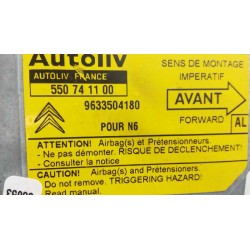 Autoliv
AUTOLIV FRANCE
550 74 11 00
9633504180
SENS DE MONTAGE
IMPERATIF
AVANT
FORWARD
AL
POUR N6
ATTENTION! Airbag(s) et Prétensionneurs.
- Ne pas démonter. RISQUE DE DECLENCHEMENT!
- Consulter la notice
CAUTION! Airbag(s) and Pretensioners.
Do not remove. TRIGGERING HAZARD!
Read manual.